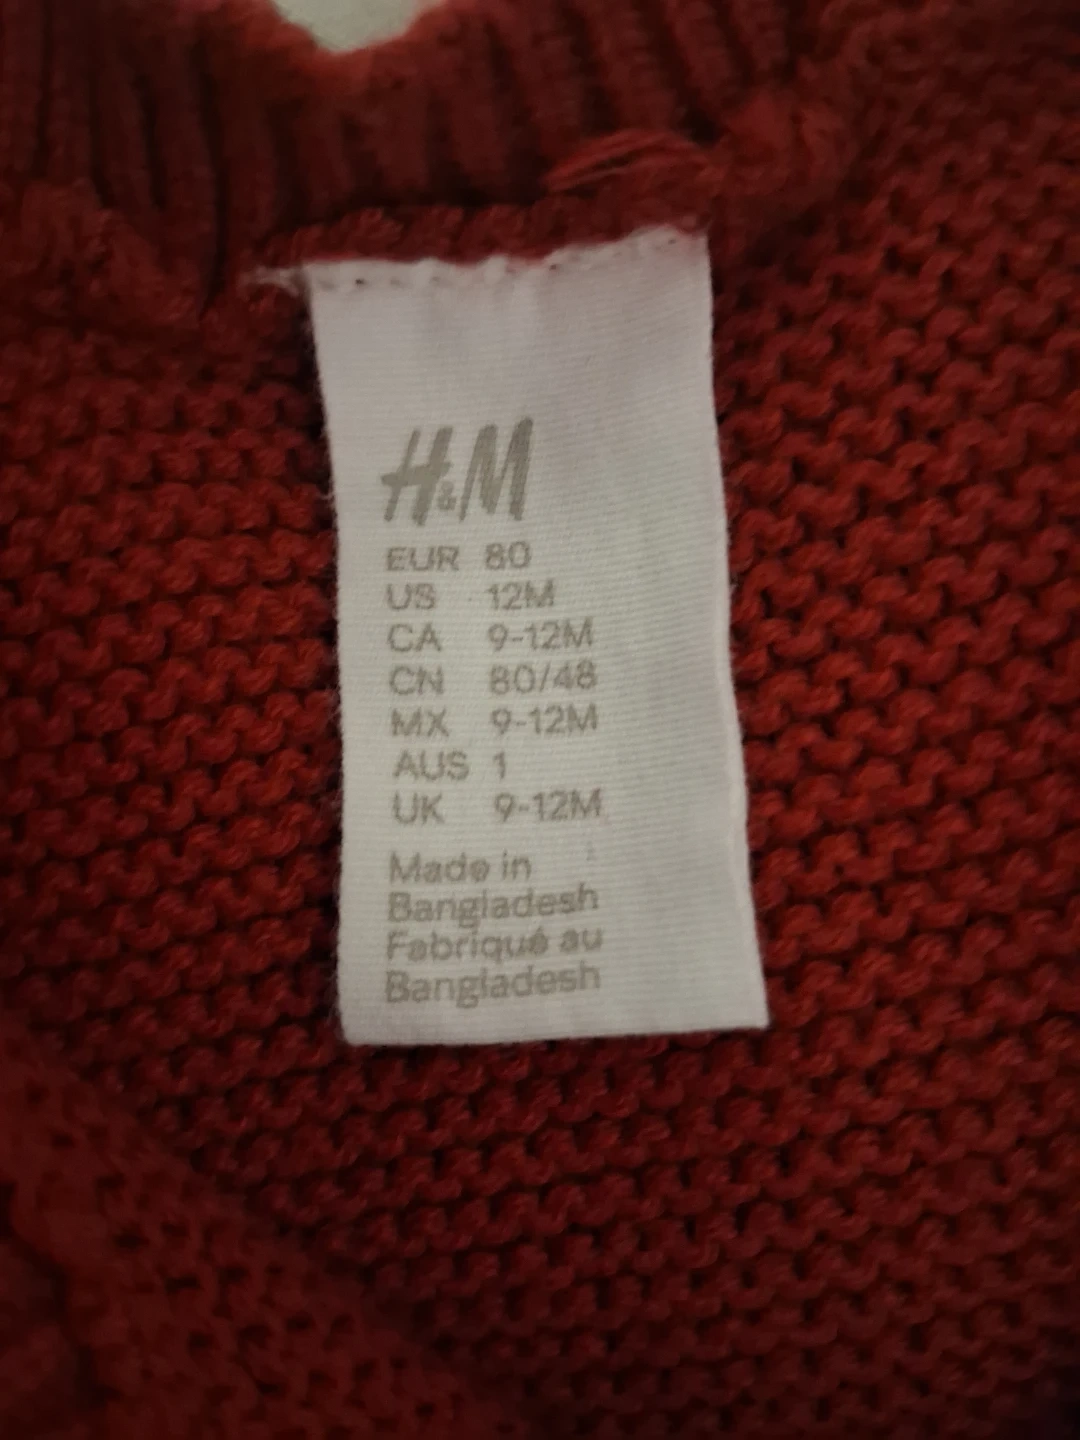 H&M
EUR 80
US 12M
CA 9-12M
CN 80/48
MX 9-12M
AUS 1
UK 9-12M
Made in
Bangladesh
Fabriqué au
Bangladesh